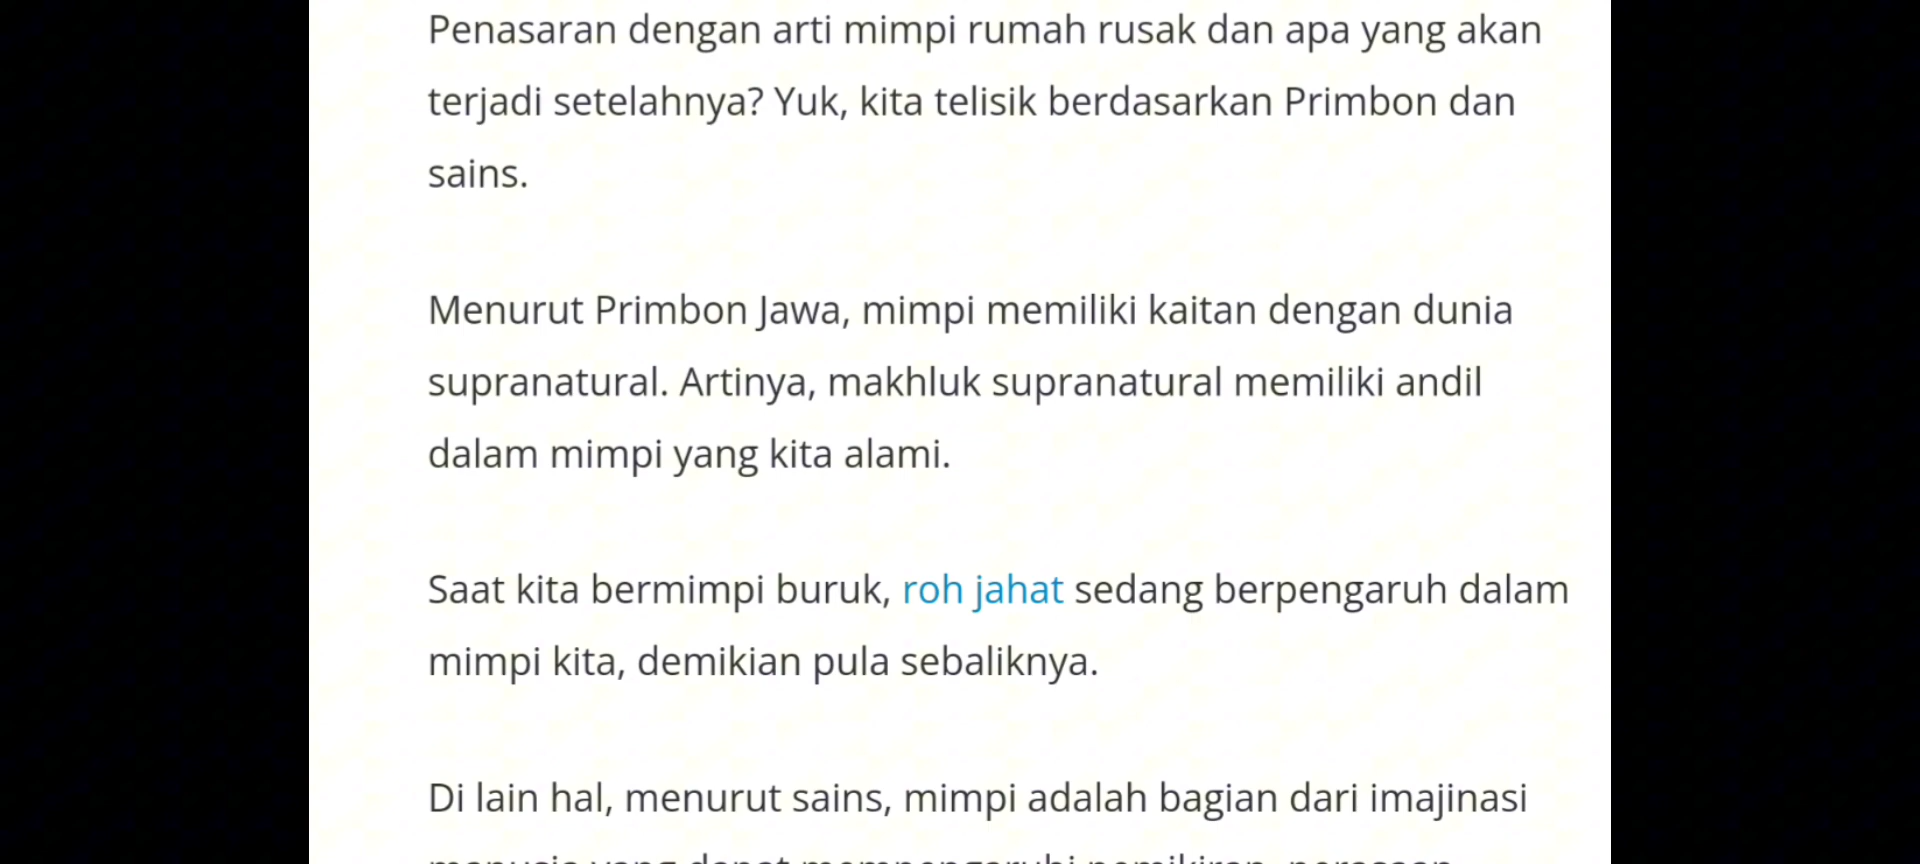 Penasaran dengan arti mimpi rumah rusak dan apa yang akan
terjadi setelahnya? Yuk, kita telisik berdasarkan Primbon dan
sains.
Menurut Primbon Jawa, mimpi memiliki kaitan dengan dunia
supranatural. Artinya, makhluk supranatural memiliki andil
dalam mimpi yang kita alami.
Saat kita bermimpi buruk, roh jahat sedang berpengaruh dalam
mimpi kita, demikian pula sebaliknya.
Di lain hal, menurut sains, mimpi adalah bagian dari imajinasi